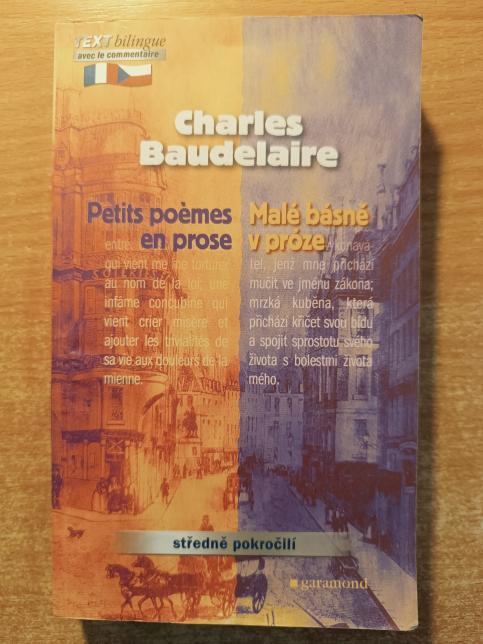 TEXT bilingue
avec le commentaire
Charles
Baudelaire
Petits poèmes
en prose
entre.
qui vient me torturer
au nom de la loi; une
infâme concubine qui
vient crier misère et
ajouter les trivialités de
sa vie aux douleurs de la
mienne.
Malé básně
v próze
vykonava-
tel, jenž mne přichází
mučit ve jménu zákona;
mrzká kuběna, která
přichází křičet svou bídu
a spojit sprostotu svého
života s bolestmi života
mého.
středně pokročilí
garamond